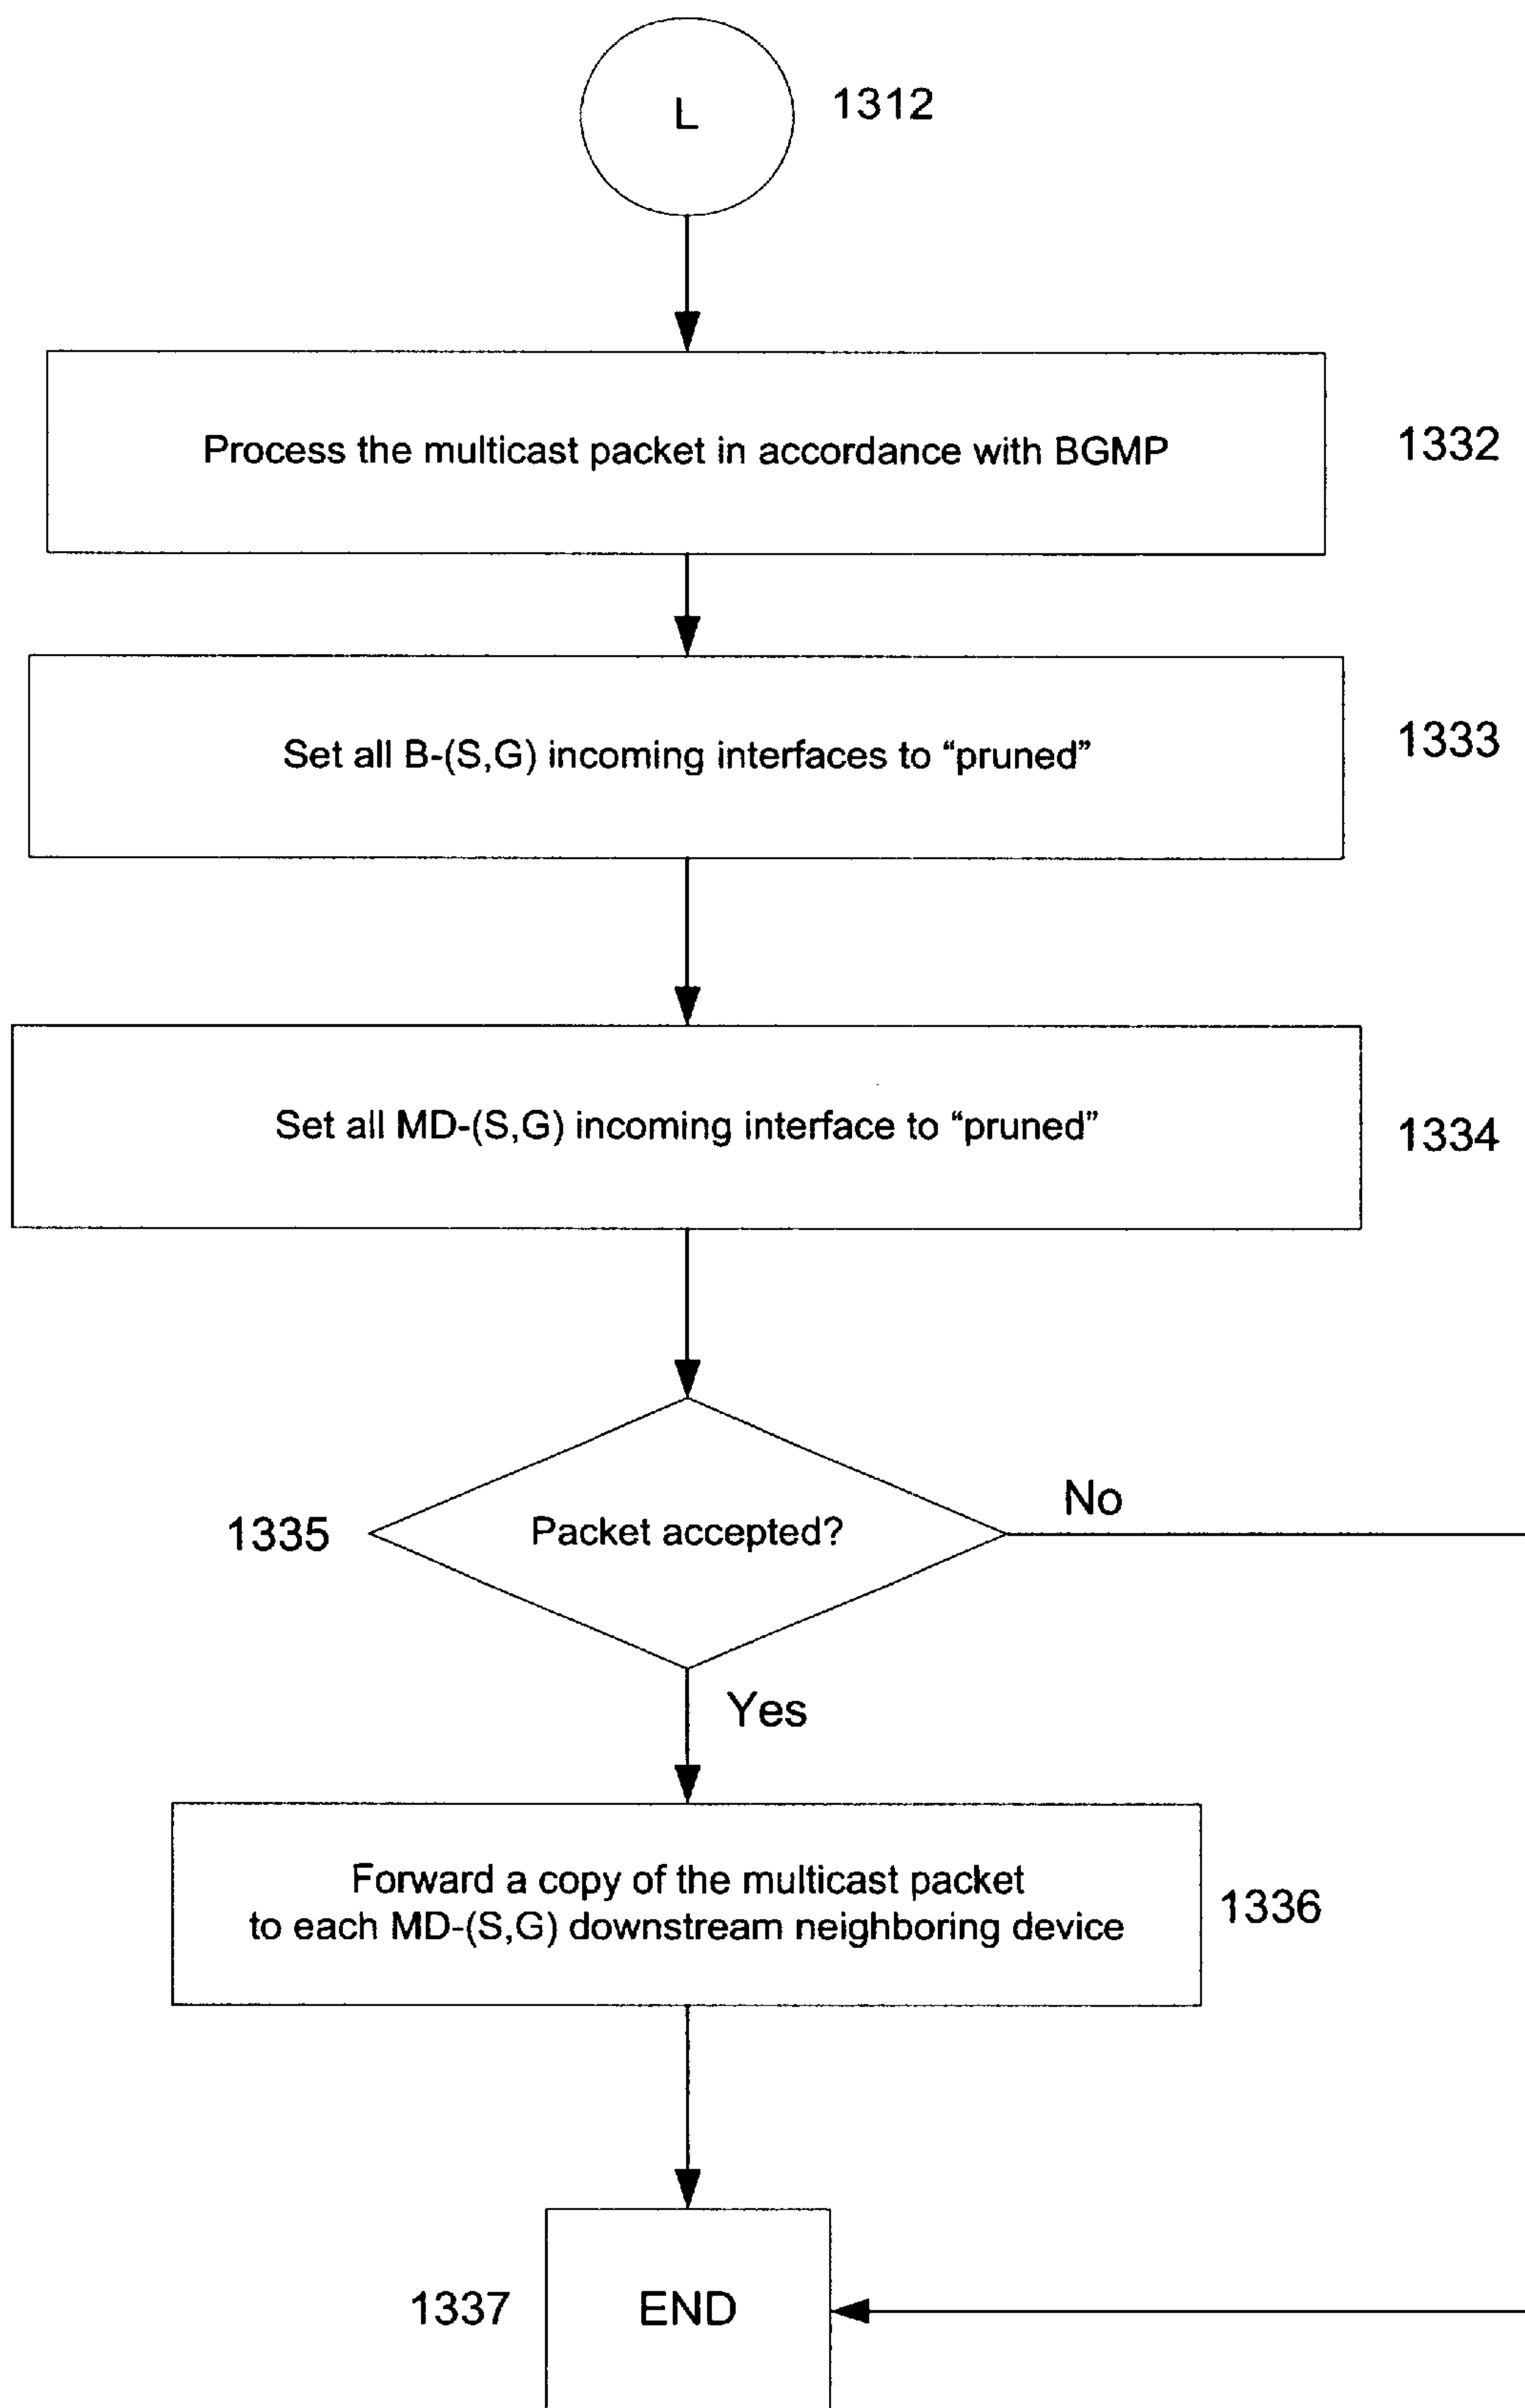 L
1312
Process the multicast packet in accordance with BGMP
1332
Set all B-(S,G) incoming interfaces to “pruned”
1333
Set all MD-(S,G) incoming interface to “pruned”
1334
1335
Packet accepted?
No
Yes
Forward a copy of the multicast packet
to each MD-(S,G) downstream neighboring device
1336
1337
END